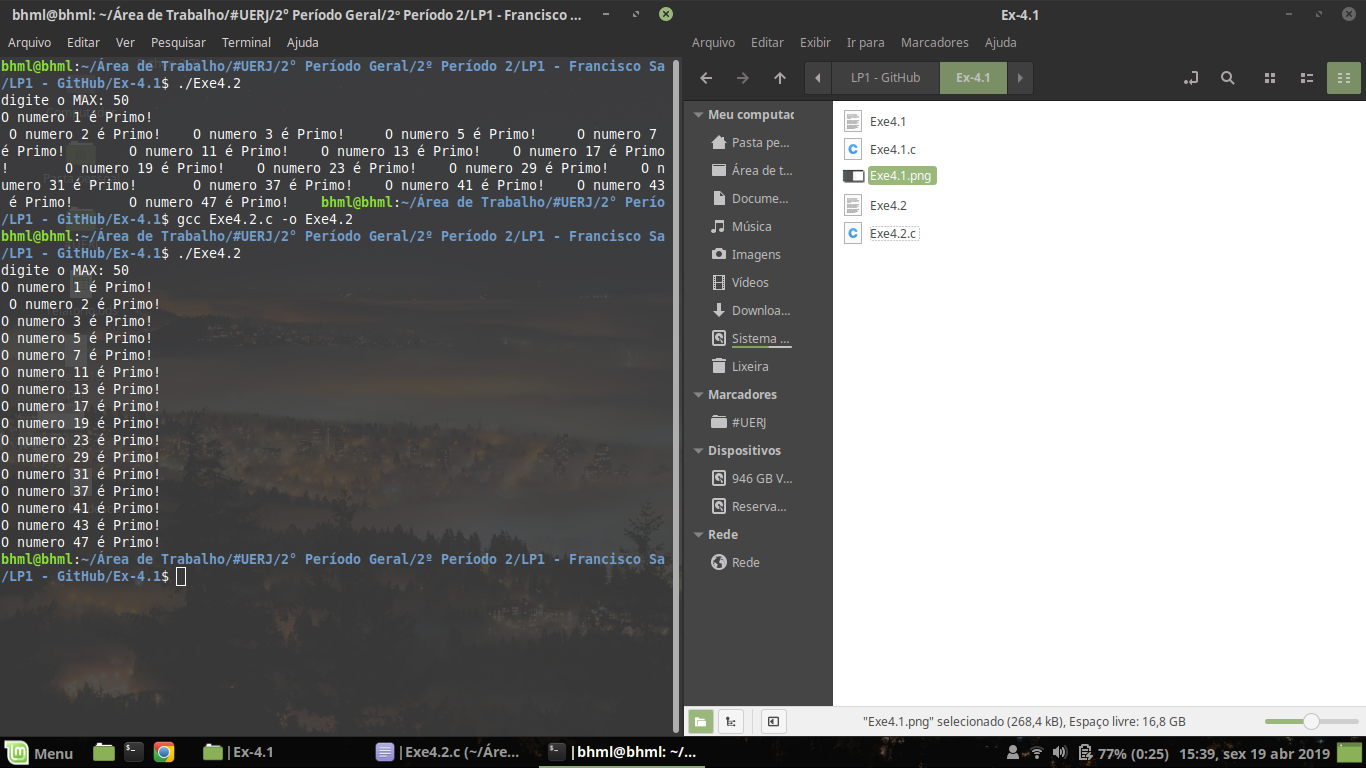 bhml@bhml: ~/Área de Trabalho/#UERJ/2° Período Geral/2º Período 2/LP1 - Francisco ...
Arquivo Editar Ver Pesquisar Terminal Ajuda
bhml@bhml:~/Área de Trabalho/#UERJ/2° Período Geral/2º Período 2/LP1 - Francisco Sa
/LP1 - GitHub/Ex-4.1$ ./Exe4.2
digite o MAX: 50
O numero 1 é Primo!
O numero 2 é Primo! O numero 3 é Primo! O numero 5 é Primo! O numero 7
é Primo! O numero 11 é Primo! O numero 13 é Primo! O numero 17 é Primo
! O numero 19 é Primo! O numero 23 é Primo! O numero 29 é Primo! O n
umero 31 é Primo! O numero 37 é Primo! O numero 41 é Primo! O numero 43
é Primo! O numero 47 é Primo! bhml@bhml:~/Área de Trabalho/#UERJ/2° Perío
/LP1 - GitHub/Ex-4.1$ gcc Exe4.2.c -o Exe4.2
bhml@bhml:~/Área de Trabalho/#UERJ/2° Período Geral/2º Período 2/LP1 - Francisco Sa
/LP1 - GitHub/Ex-4.1$ ./Exe4.2
digite o MAX: 50
O numero 1 é Primo!
O numero 2 é Primo!
O numero 3 é Primo!
O numero 5 é Primo!
O numero 7 é Primo!
O numero 11 é Primo!
O numero 13 é Primo!
O numero 17 é Primo!
O numero 19 é Primo!
O numero 23 é Primo!
O numero 29 é Primo!
O numero 31 é Primo!
O numero 37 é Primo!
O numero 41 é Primo!
O numero 43 é Primo!
O numero 47 é Primo!
bhml@bhml:~/Área de Trabalho/#UERJ/2° Período Geral/2º Período 2/LP1 - Francisco Sa
/LP1 - GitHub/Ex-4.1$
Ex-4.1
Arquivo Editar Exibir Ir para Marcadores Ajuda
LP1 - GitHub Ex-4.1
Meu computac
Pasta pe...
Área de t...
Docume...
Música
Imagens
Vídeos
Downloa...
Sistema ...
Lixeira
Marcadores
#UERJ
Dispositivos
946 GB V...
Reserva...
Rede
Rede
Exe4.1
Exe4.1.c
Exe4.1.png
Exe4.2
Exe4.2.c
"Exe4.1.png" selecionado (268,4 kB), Espaço livre: 16,8 GB
Menu |Ex-4.1 |Exe4.2.c (~/Áre... |bhml@bhml: ~/... 77% (0:25) 15:39, sex 19 abr 2019